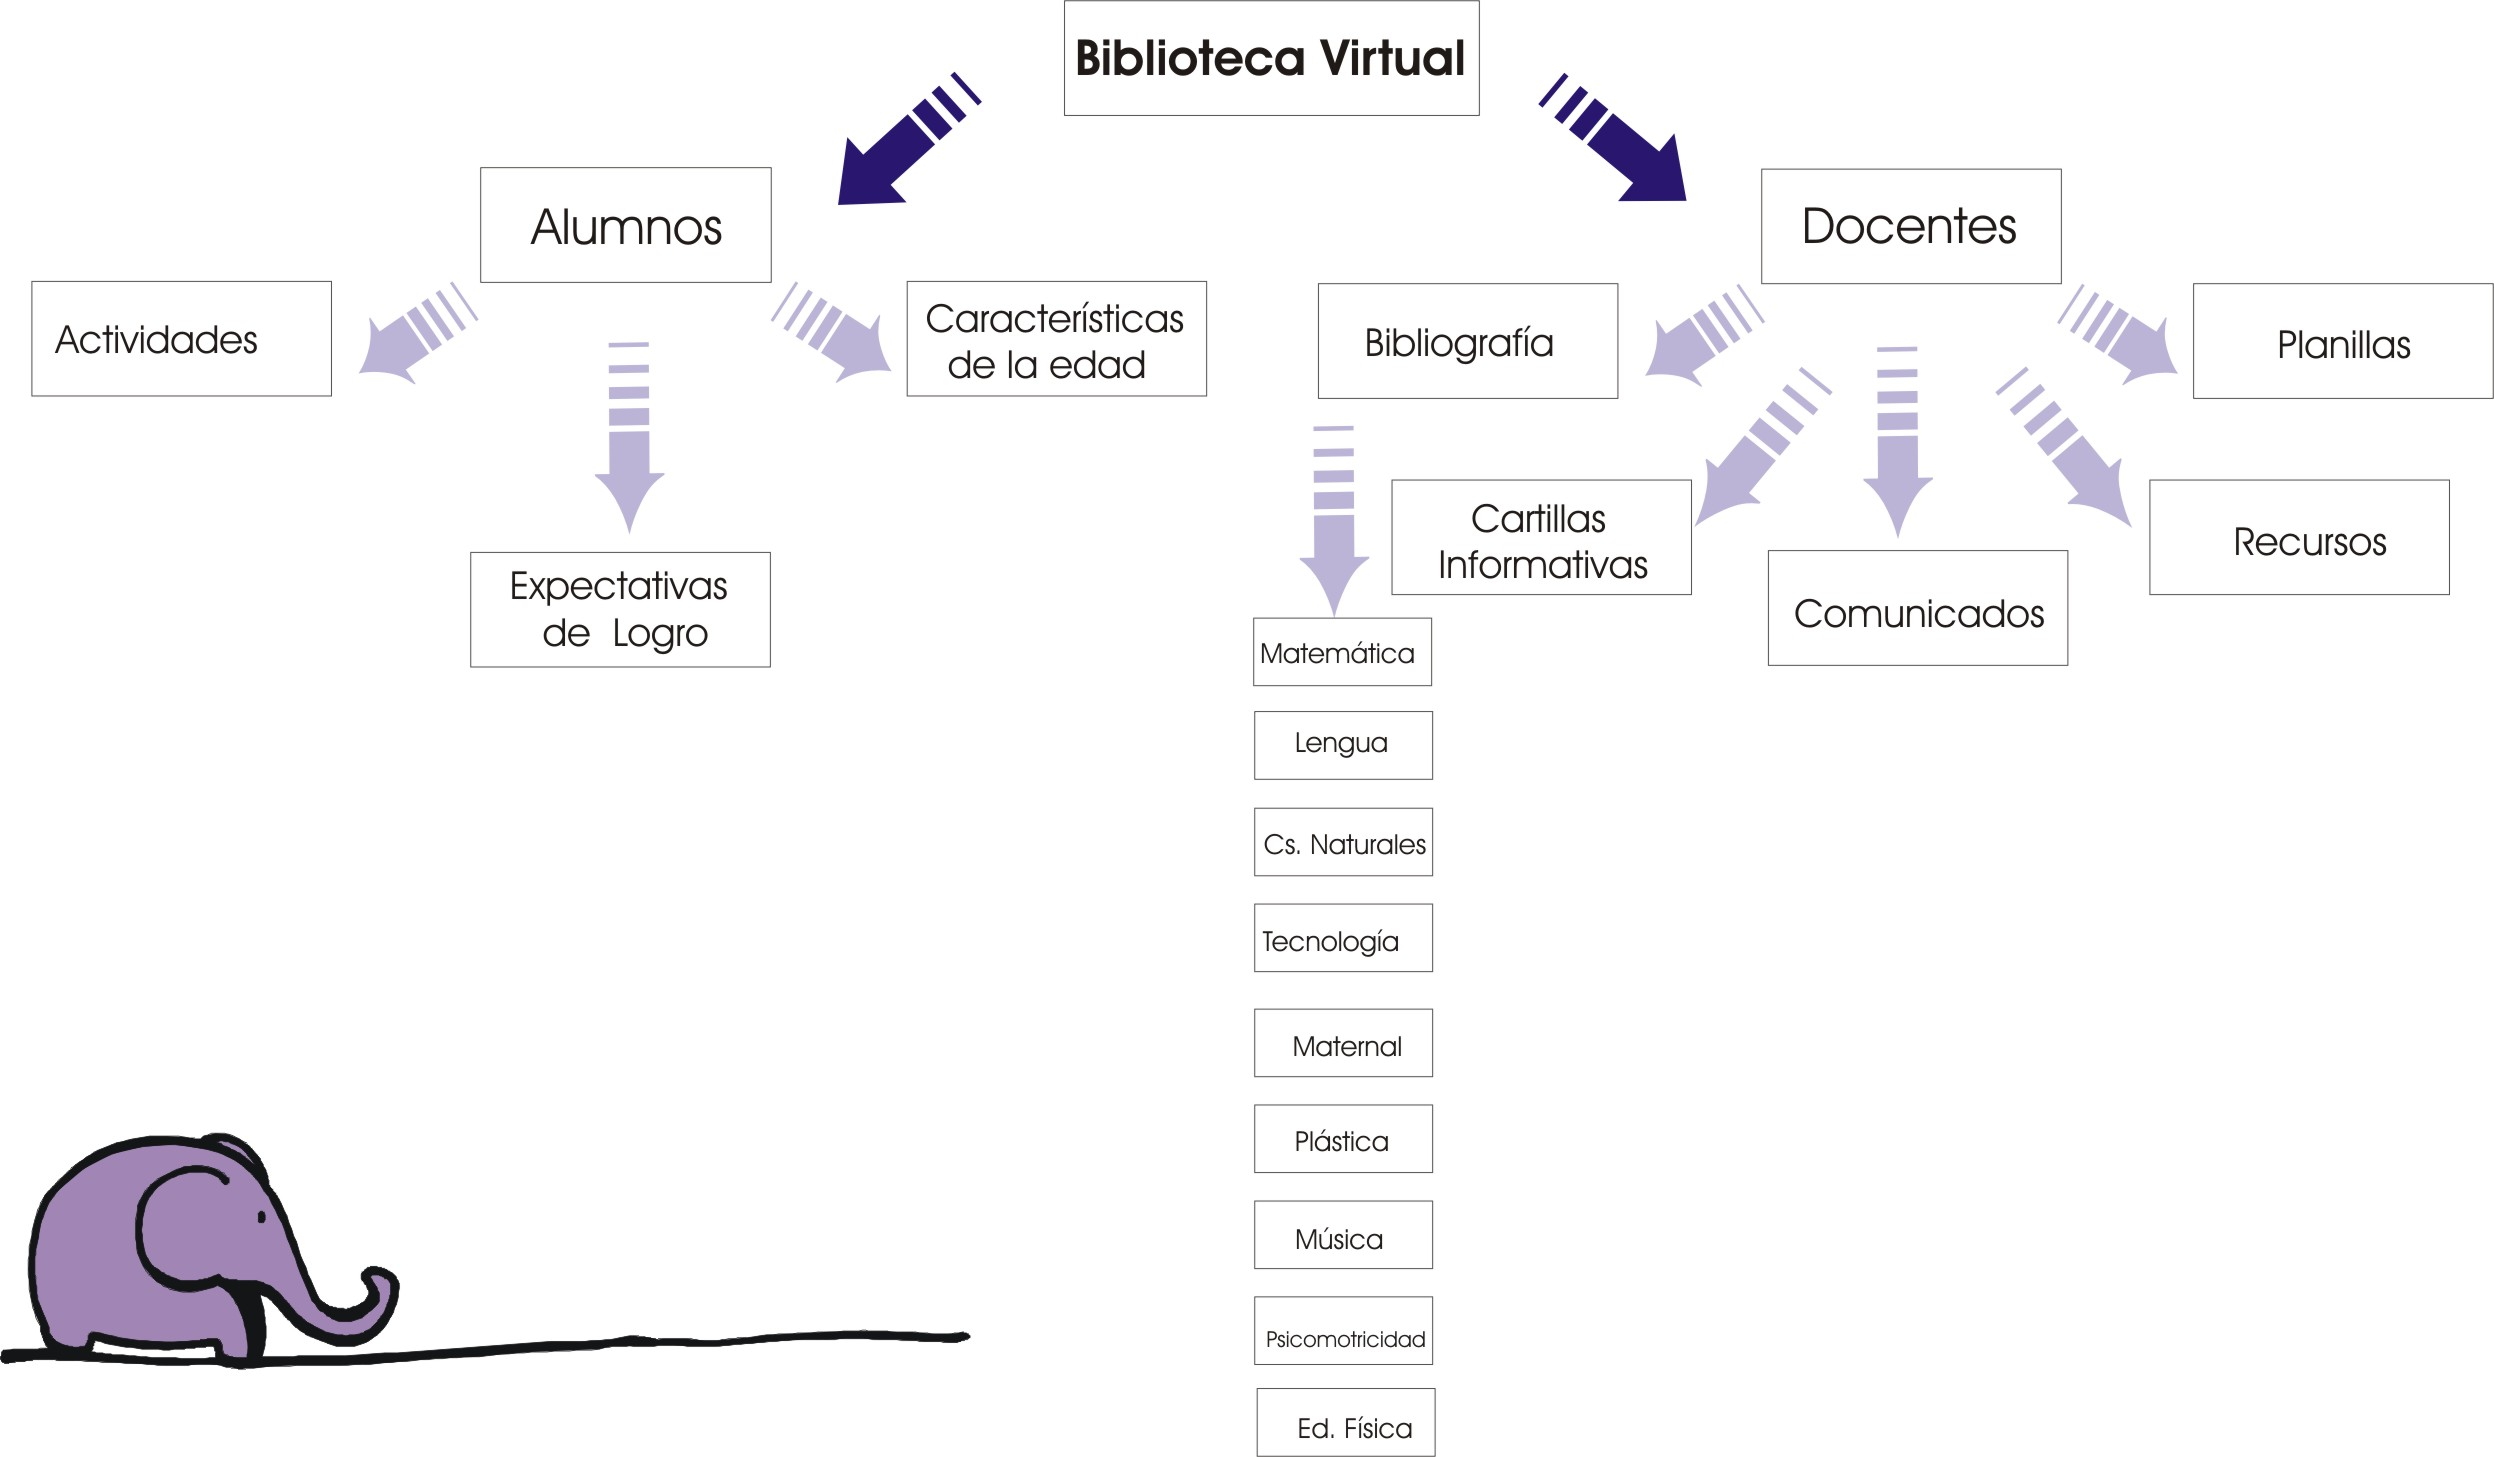 Biblioteca Virtual
Alumnos
Docentes
Actividades
Características
de la edad
Bibliografía
Planillas
Expectativas
de Logro
Cartillas
Informativas
Comunicados
Recursos
Matemática
Lengua
Cs. Naturales
Tecnología
Maternal
Plástica
Música
Psicomotricidad
Ed. Física